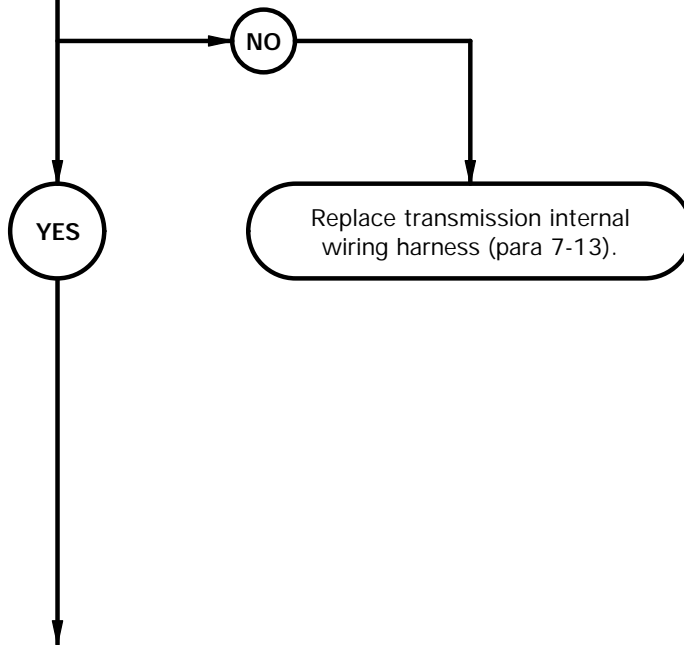 NO
YES
Replace transmission internal
wiring harness (para 7-13).